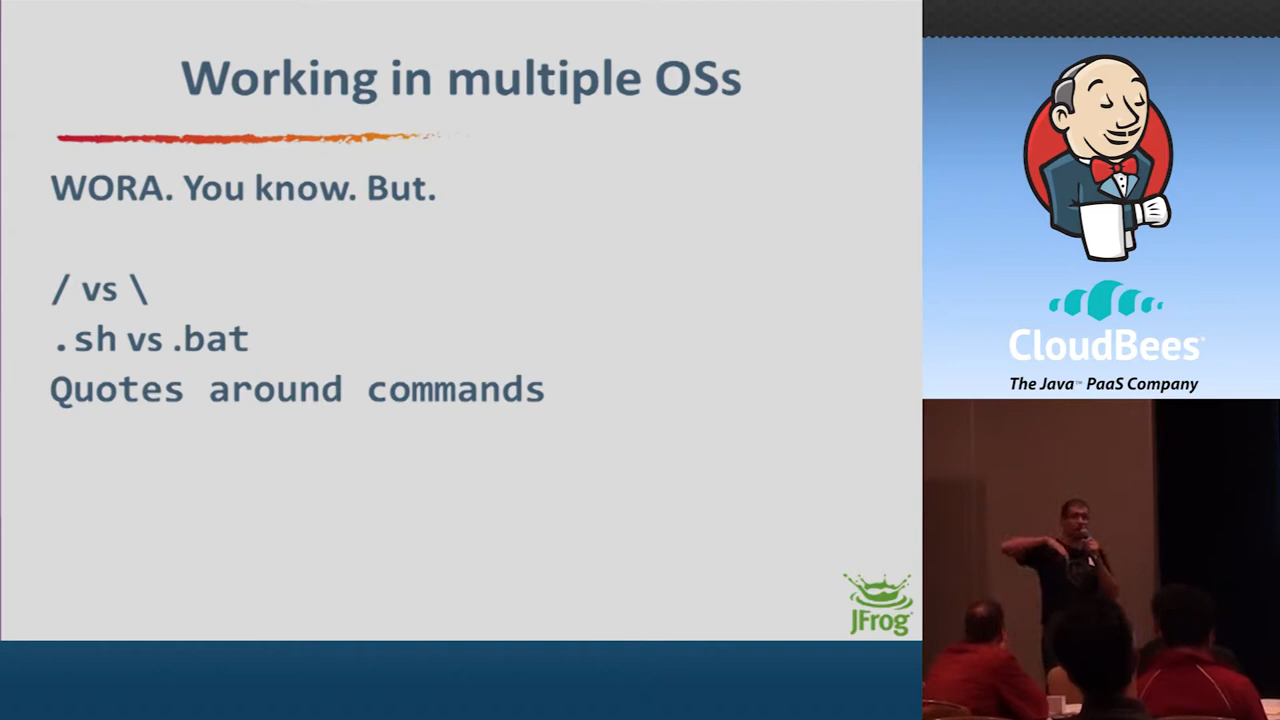 Working in multiple OSs
WORA. You know. But.
/ vs \
.sh vs .bat
Quotes around commands
JFrog
CloudBees
The Java™ PaaS Company